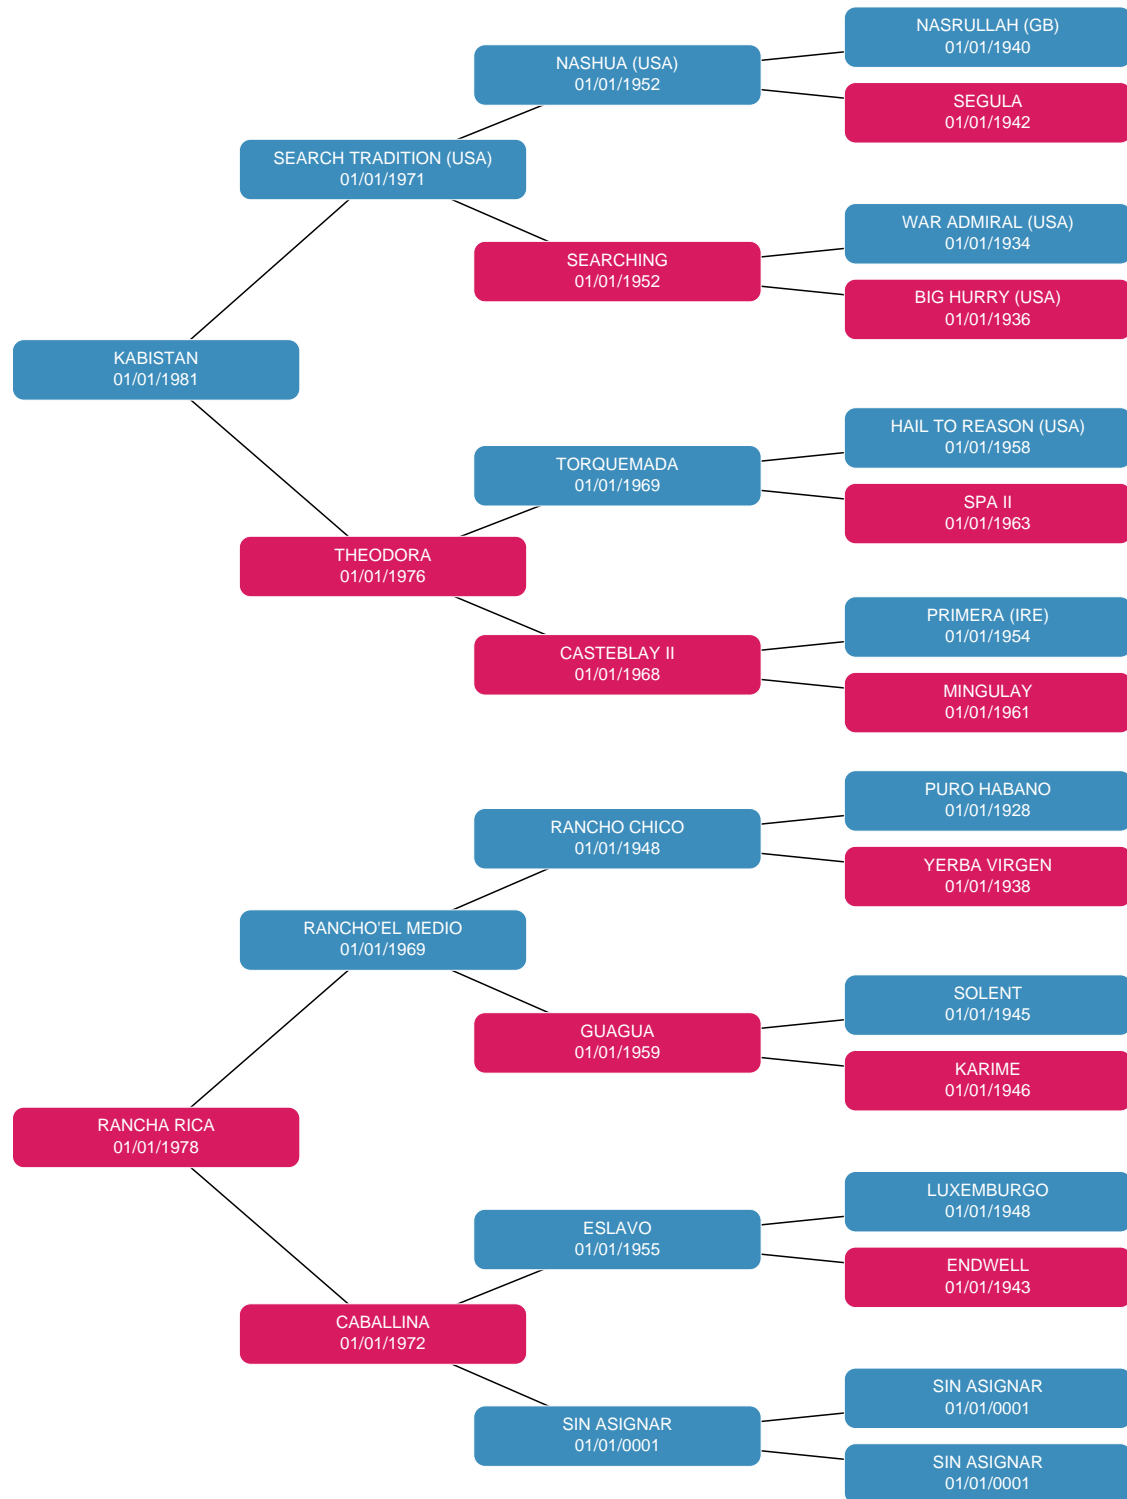 NASRULLAH (GB)
01/01/1940
NASHUA (USA)
01/01/1952
SEGULA
01/01/1942
SEARCH TRADITION (USA)
01/01/1971
WAR ADMIRAL (USA)
01/01/1934
SEARCHING
01/01/1952
BIG HURRY (USA)
01/01/1936
KABISTAN
01/01/1981
HAIL TO REASON (USA)
01/01/1958
TORQUEMADA
01/01/1969
SPA II
01/01/1963
THEODORA
01/01/1976
PRIMERA (IRE)
01/01/1954
CASTEBLAY II
01/01/1968
MINGULAY
01/01/1961
PURO HABANO
01/01/1928
RANCHO CHICO
01/01/1948
YERBA VIRGEN
01/01/1938
RANCHO'EL MEDIO
01/01/1969
SOLENT
01/01/1945
GUAGUA
01/01/1959
KARIME
01/01/1946
RANCHA RICA
01/01/1978
LUXEMBURGO
01/01/1948
ESLAVO
01/01/1955
ENDWELL
01/01/1943
CABALLINA
01/01/1972
SIN ASIGNAR
01/01/0001
SIN ASIGNAR
01/01/0001
SIN ASIGNAR
01/01/0001